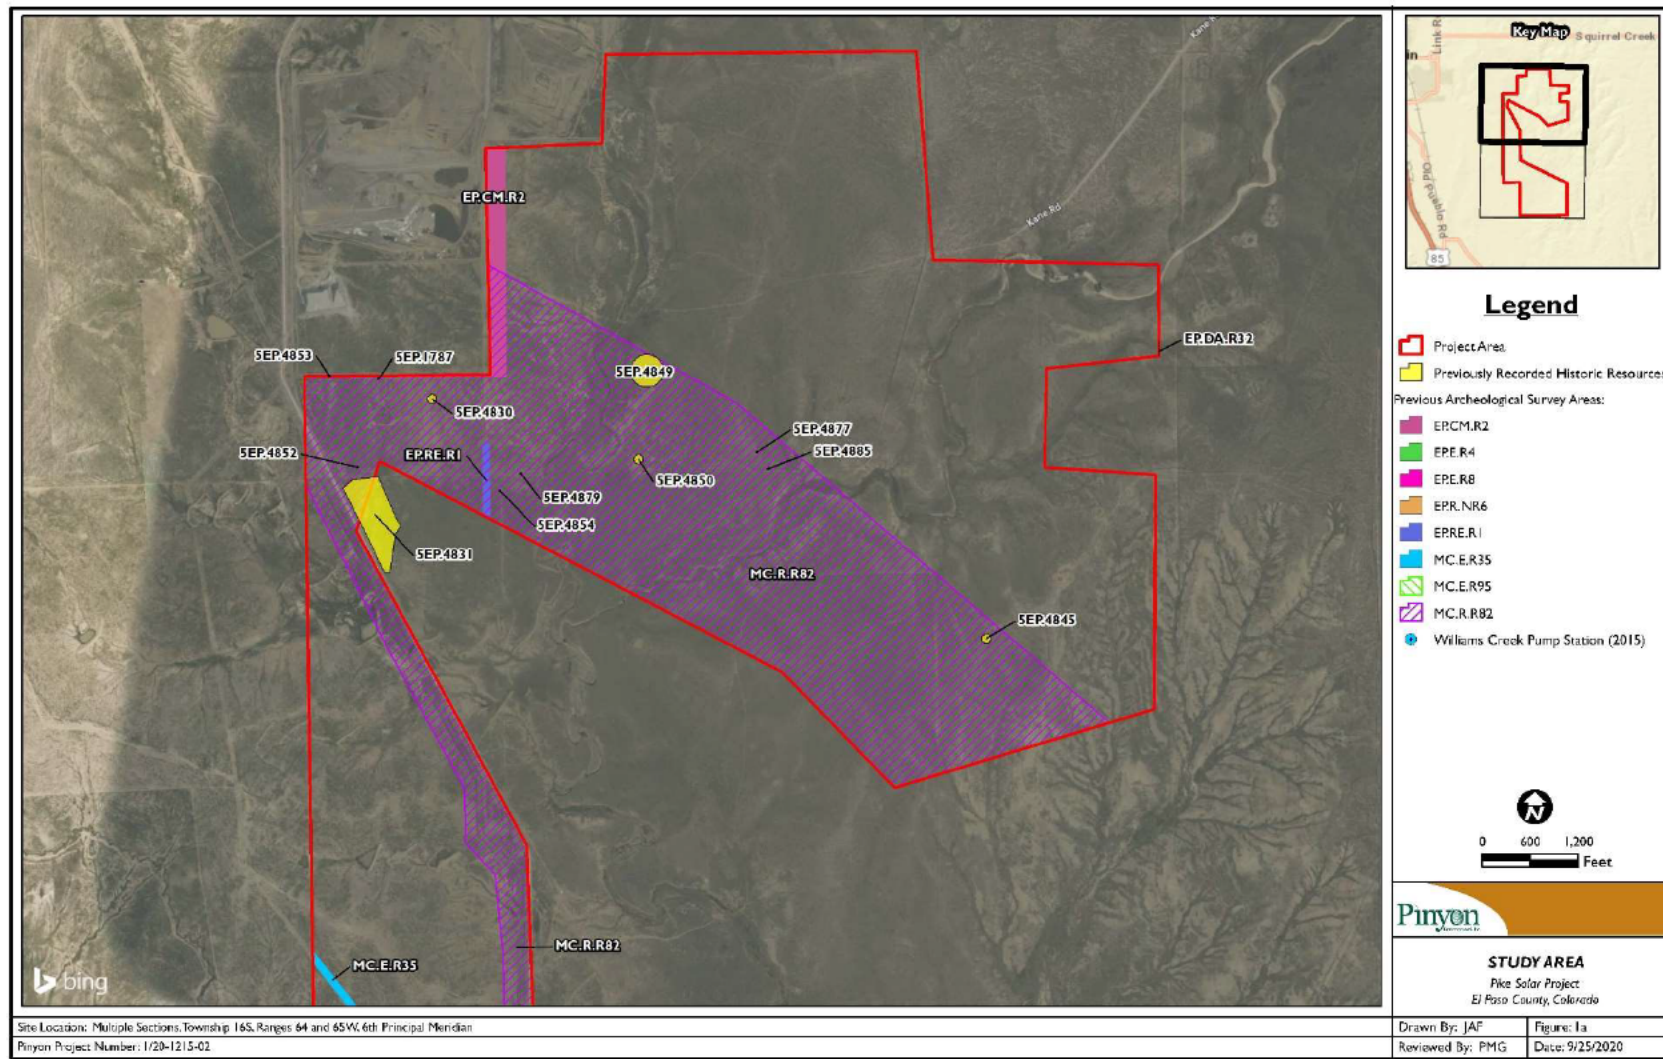 Kane R
EP.CM.R2
Kane Rd
EP.DA.R32
5EP.4853
5EP.1787
5EP.4849
5EP.4830
5EP.4877
5EP.4852
EP.RE.R1
5EP.4885
5EP.4850
5EP.4879
5EP.4854
5EP.4831
MC.R.R82
5EP.4845
MC.R.R82
MC.E.R35
bing
Key Map
Squirrel Creek
Link R
in
Old Pueblo Rd
85
Legend
Project Area
Previously Recorded Historic Resources
Previous Archeological Survey Areas:
EP.CM.R2
EP.E.R4
EP.E.R8
EP.R.NR6
EP.RE.R1
MC.E.R35
MC.E.R95
MC.R.R82
Williams Creek Pump Station (2015)
N
0 600 1,200
Feet
Pinyon
STUDY AREA
Pike Solar Project
El Paso County, Colorado
Site Location: Multiple Sections, Township 16S, Ranges 64 and 65W, 6th Principal Meridian
Pinyon Project Number: 1/20-1215-02
Drawn By: JAF
Figure: 1a
Reviewed By: PMG
Date: 9/25/2020